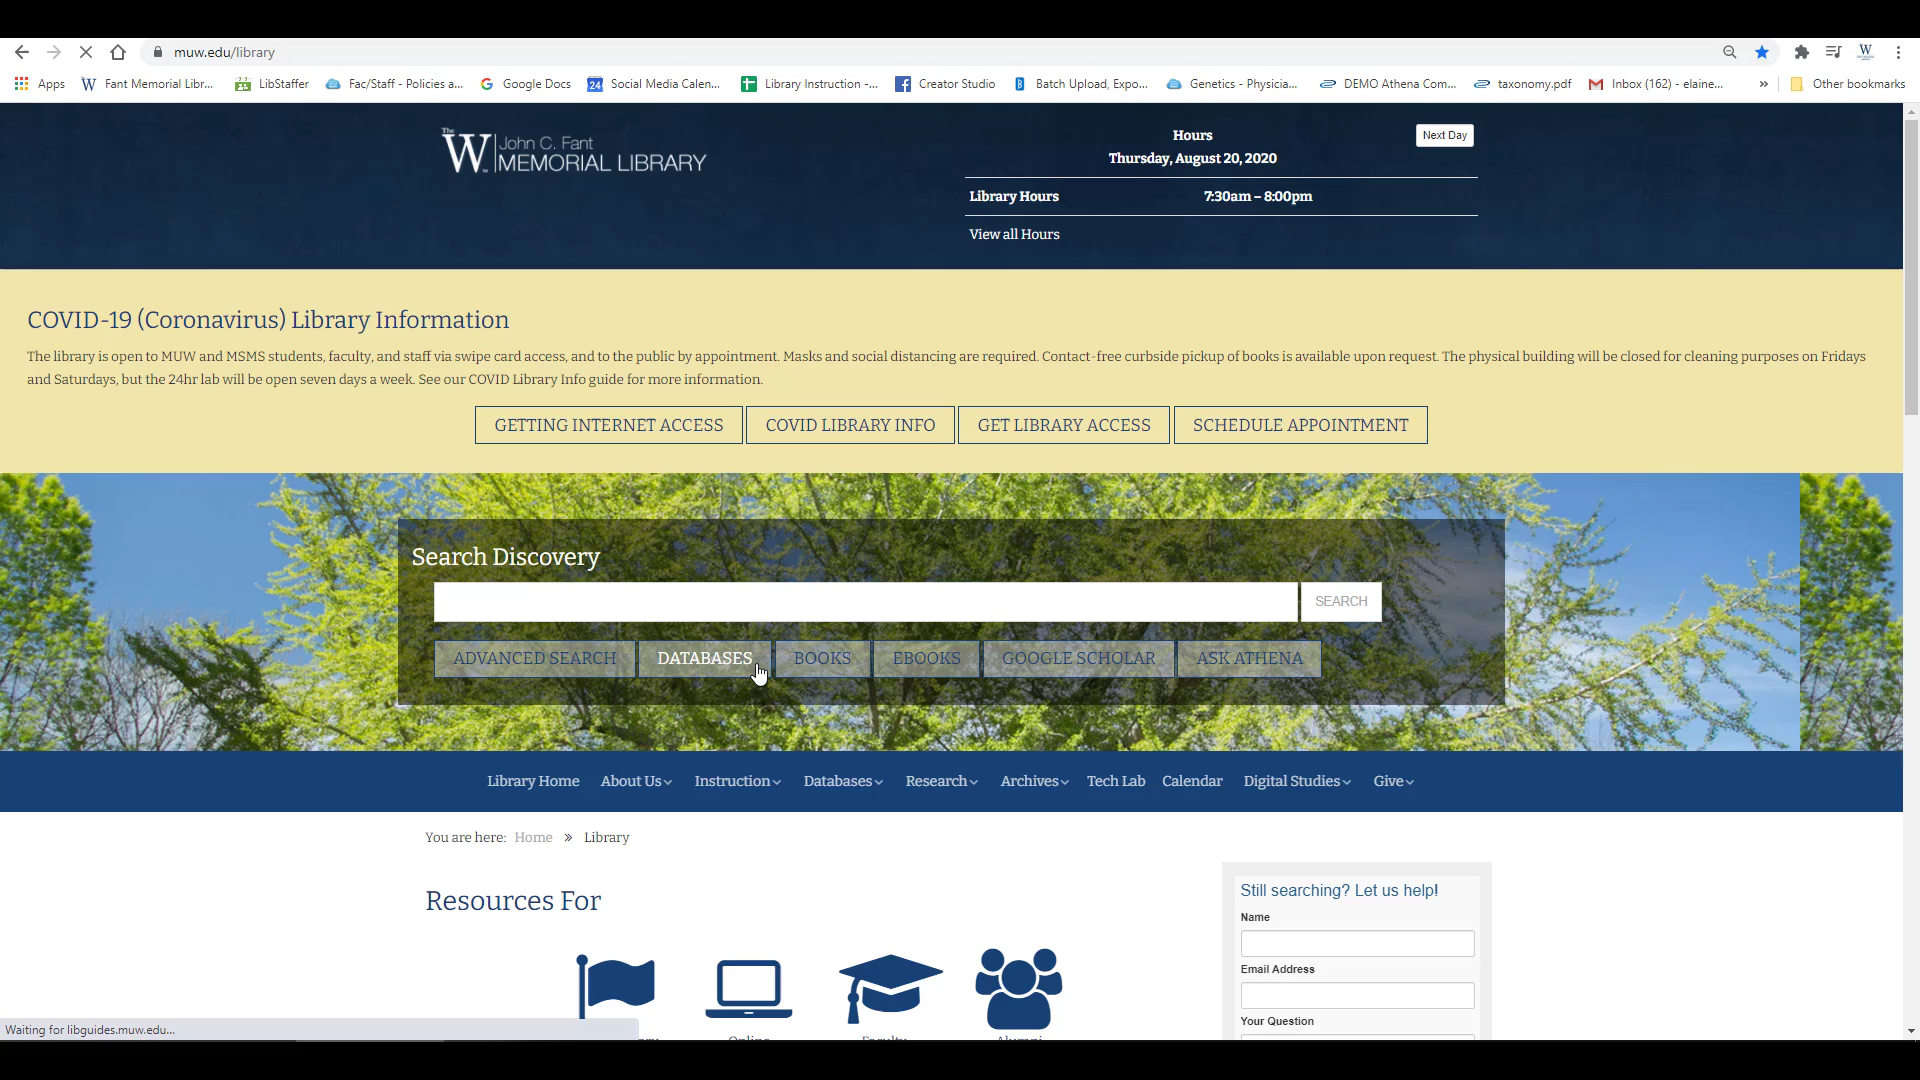 muw.edu/library
Apps
Fant Memorial Libr...
LibStaffer
Fac/Staff - Policies a...
Google Docs
24
Social Media Calen...
Library Instruction -...
Creator Studio
Batch Upload, Expo...
Genetics - Physicia...
DEMO Athena Com...
taxonomy.pdf
Inbox (162) - elaine...
»
Other bookmarks
The W
John C. Fant
MEMORIAL LIBRARY
Hours
Next Day
Thursday, August 20, 2020
Library Hours 7:30am – 8:00pm
View all Hours
COVID-19 (Coronavirus) Library Information
The library is open to MUW and MSMS students, faculty, and staff via swipe card access, and to the public by appointment. Masks and social distancing are required. Contact-free curbside pickup of books is available upon request. The physical building will be closed for cleaning purposes on Fridays
and Saturdays, but the 24hr lab will be open seven days a week. See our COVID Library Info guide for more information.
GETTING INTERNET ACCESS COVID LIBRARY INFO GET LIBRARY ACCESS SCHEDULE APPOINTMENT
Search Discovery
SEARCH
ADVANCED SEARCH DATABASES BOOKS EBOOKS GOOGLE SCHOLAR ASK ATHENA
Library Home About Us Instruction Databases Research Archives Tech Lab Calendar Digital Studies Give
You are here: Home » Library
Resources For
Still searching? Let us help!
Name
Email Address
Your Question
Waiting for libguides.muw.edu...
Online Faculty Alumni